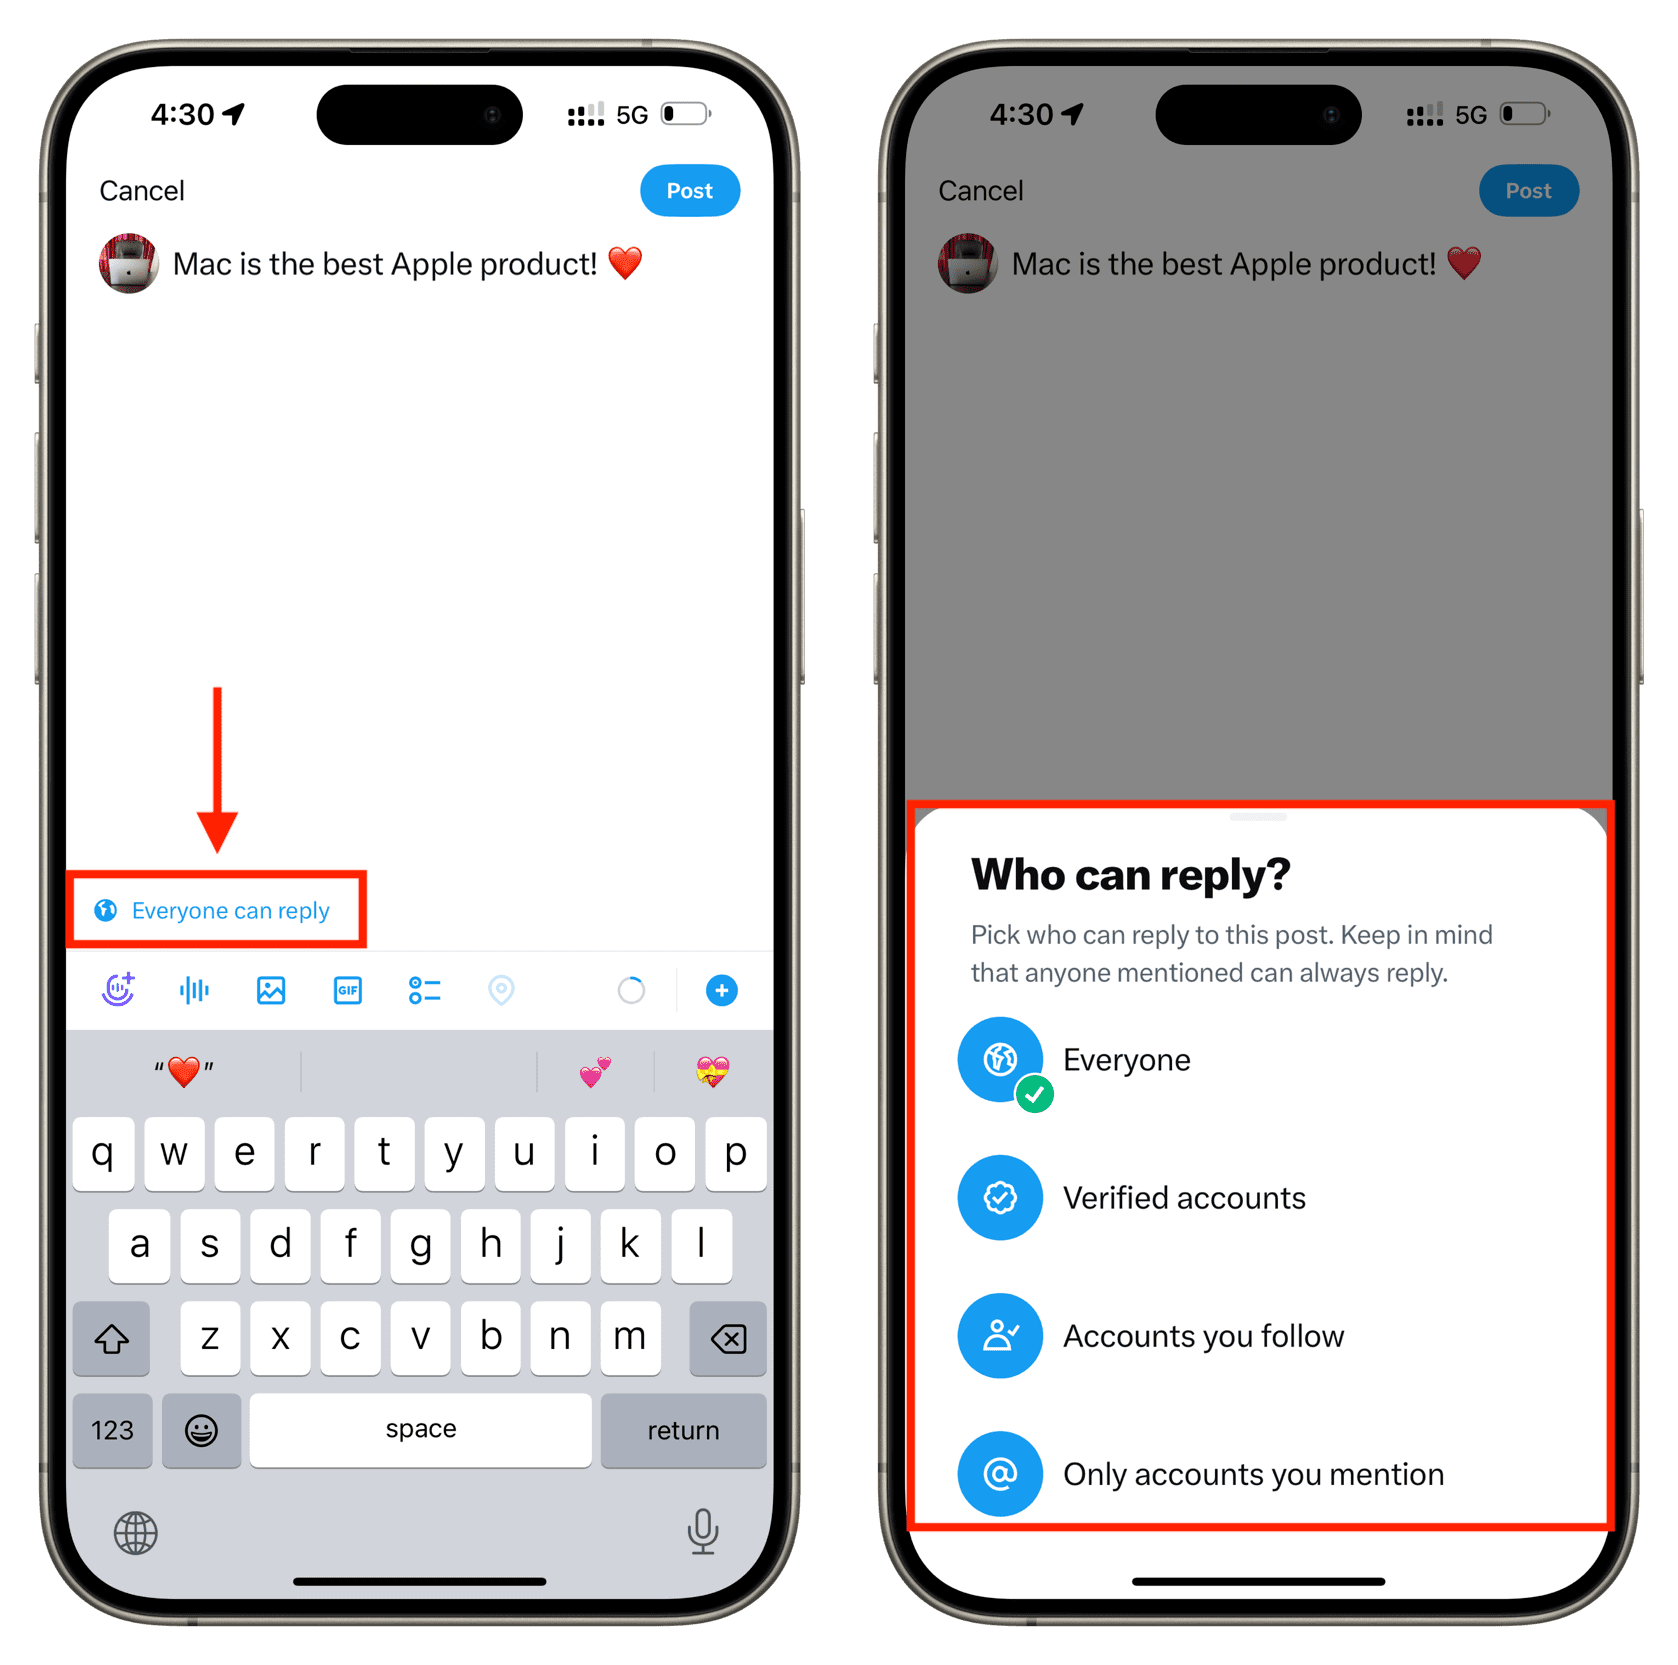 4:30
5G
Cancel
Post
Mac is the best Apple product! ❤️
Everyone can reply
GIF
“❤️”
💕
💝
q w e r t y u i o p
a s d f g h j k l
z x c v b n m
123
space
return
4:30
5G
Cancel
Post
Mac is the best Apple product! ❤️
Who can reply?
Pick who can reply to this post. Keep in mind
that anyone mentioned can always reply.
Everyone
Verified accounts
Accounts you follow
@
Only accounts you mention